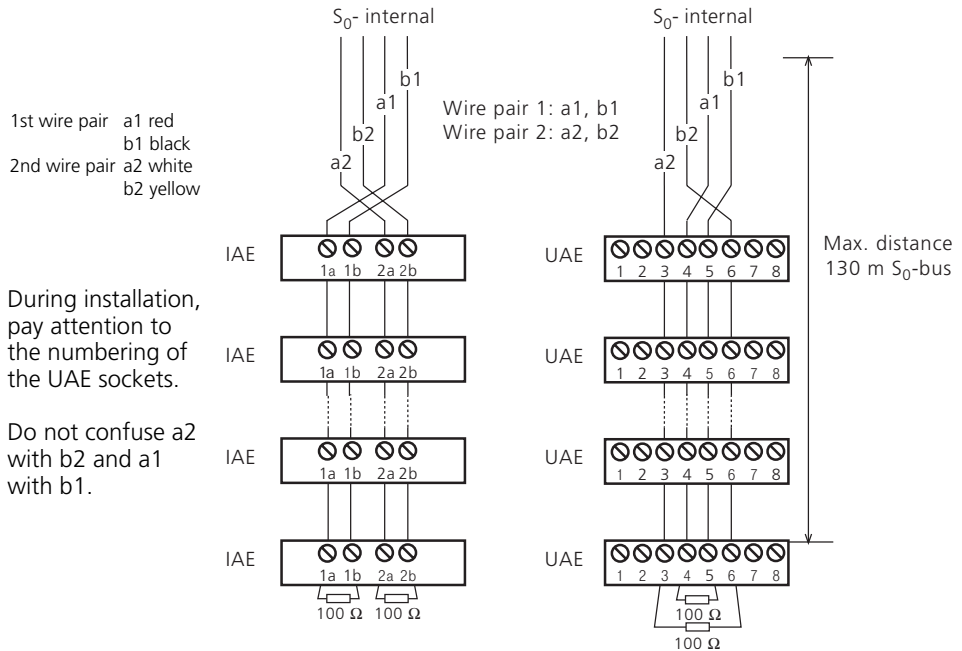 S0- internal
S0- internal
b1
a1
b2
a2
b1
a1
b2
a2
Wire pair 1: a1, b1
Wire pair 2: a2, b2
1st wire pair a1 red
b1 black
2nd wire pair a2 white
b2 yellow
IAE
1a 1b 2a 2b
UAE
1 2 3 4 5 6 7 8
Max. distance
130 m S0-bus
During installation,
pay attention to
the numbering of
the UAE sockets.
Do not confuse a2
with b2 and a1
with b1.
IAE
1a 1b 2a 2b
UAE
1 2 3 4 5 6 7 8
IAE
1a 1b 2a 2b
UAE
1 2 3 4 5 6 7 8
IAE
1a 1b 2a 2b
100 Ω 100 Ω
UAE
1 2 3 4 5 6 7 8
100 Ω
100 Ω